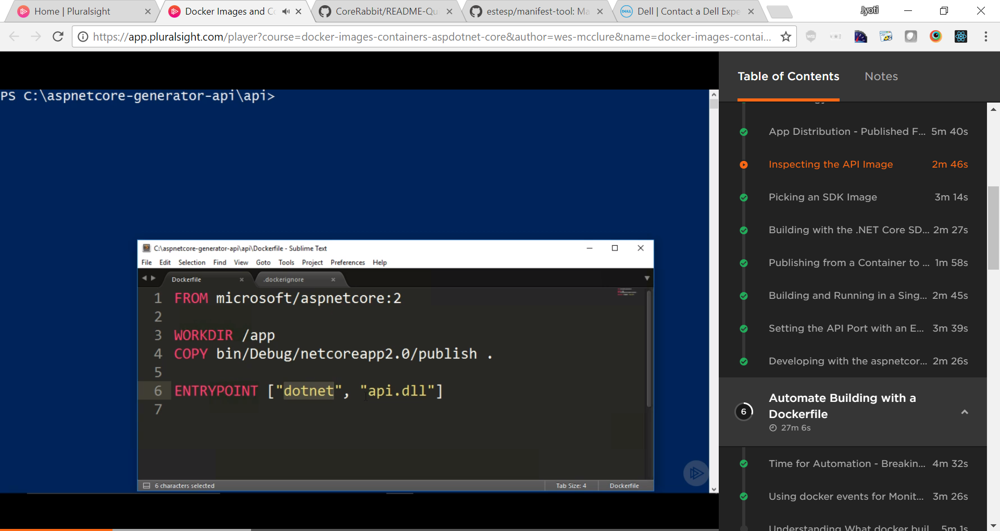 Home | Pluralsight
Docker Images and Co
CoreRabbit/README-Qu
estesp/manifest-tool: Ma
Dell | Contact a Dell Expe
Jyoti
https://app.pluralsight.com/player?course=docker-images-containers-aspdotnet-core&author=wes-mcclure&name=docker-images-contai...
PS C:\aspnetcore-generator-api\api>
C:\aspnetcore-generator-api\api\Dockerfile - Sublime Text
File Edit Selection Find View Goto Tools Project Preferences Help
Dockerfile
.dockerignore
1 FROM microsoft/aspnetcore:2
2
3 WORKDIR /app
4 COPY bin/Debug/netcoreapp2.0/publish .
5
6 ENTRYPOINT ["dotnet", "api.dll"]
7
6 characters selected
Tab Size: 4
Dockerfile
Table of Contents
Notes
App Distribution - Published F... 5m 40s
Inspecting the API Image 2m 46s
Picking an SDK Image 3m 14s
Building with the .NET Core SD... 2m 27s
Publishing from a Container to ... 1m 58s
Building and Running in a Sing... 2m 45s
Setting the API Port with an E... 3m 39s
Developing with the aspnetcor... 2m 26s
6
Automate Building with a
Dockerfile
27m 6s
Time for Automation - Breakin... 4m 32s
Using docker events for Monit... 3m 26s
Understanding What docker buil... 5m 1s